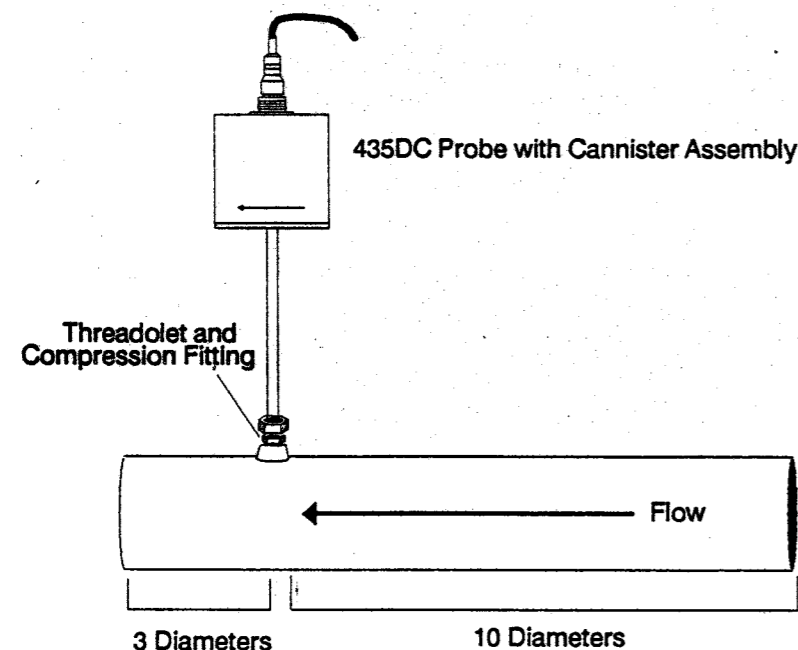 435DC Probe with Cannister Assembly
Threadolet and
Compression Fitting
Flow
3 Diameters
10 Diameters